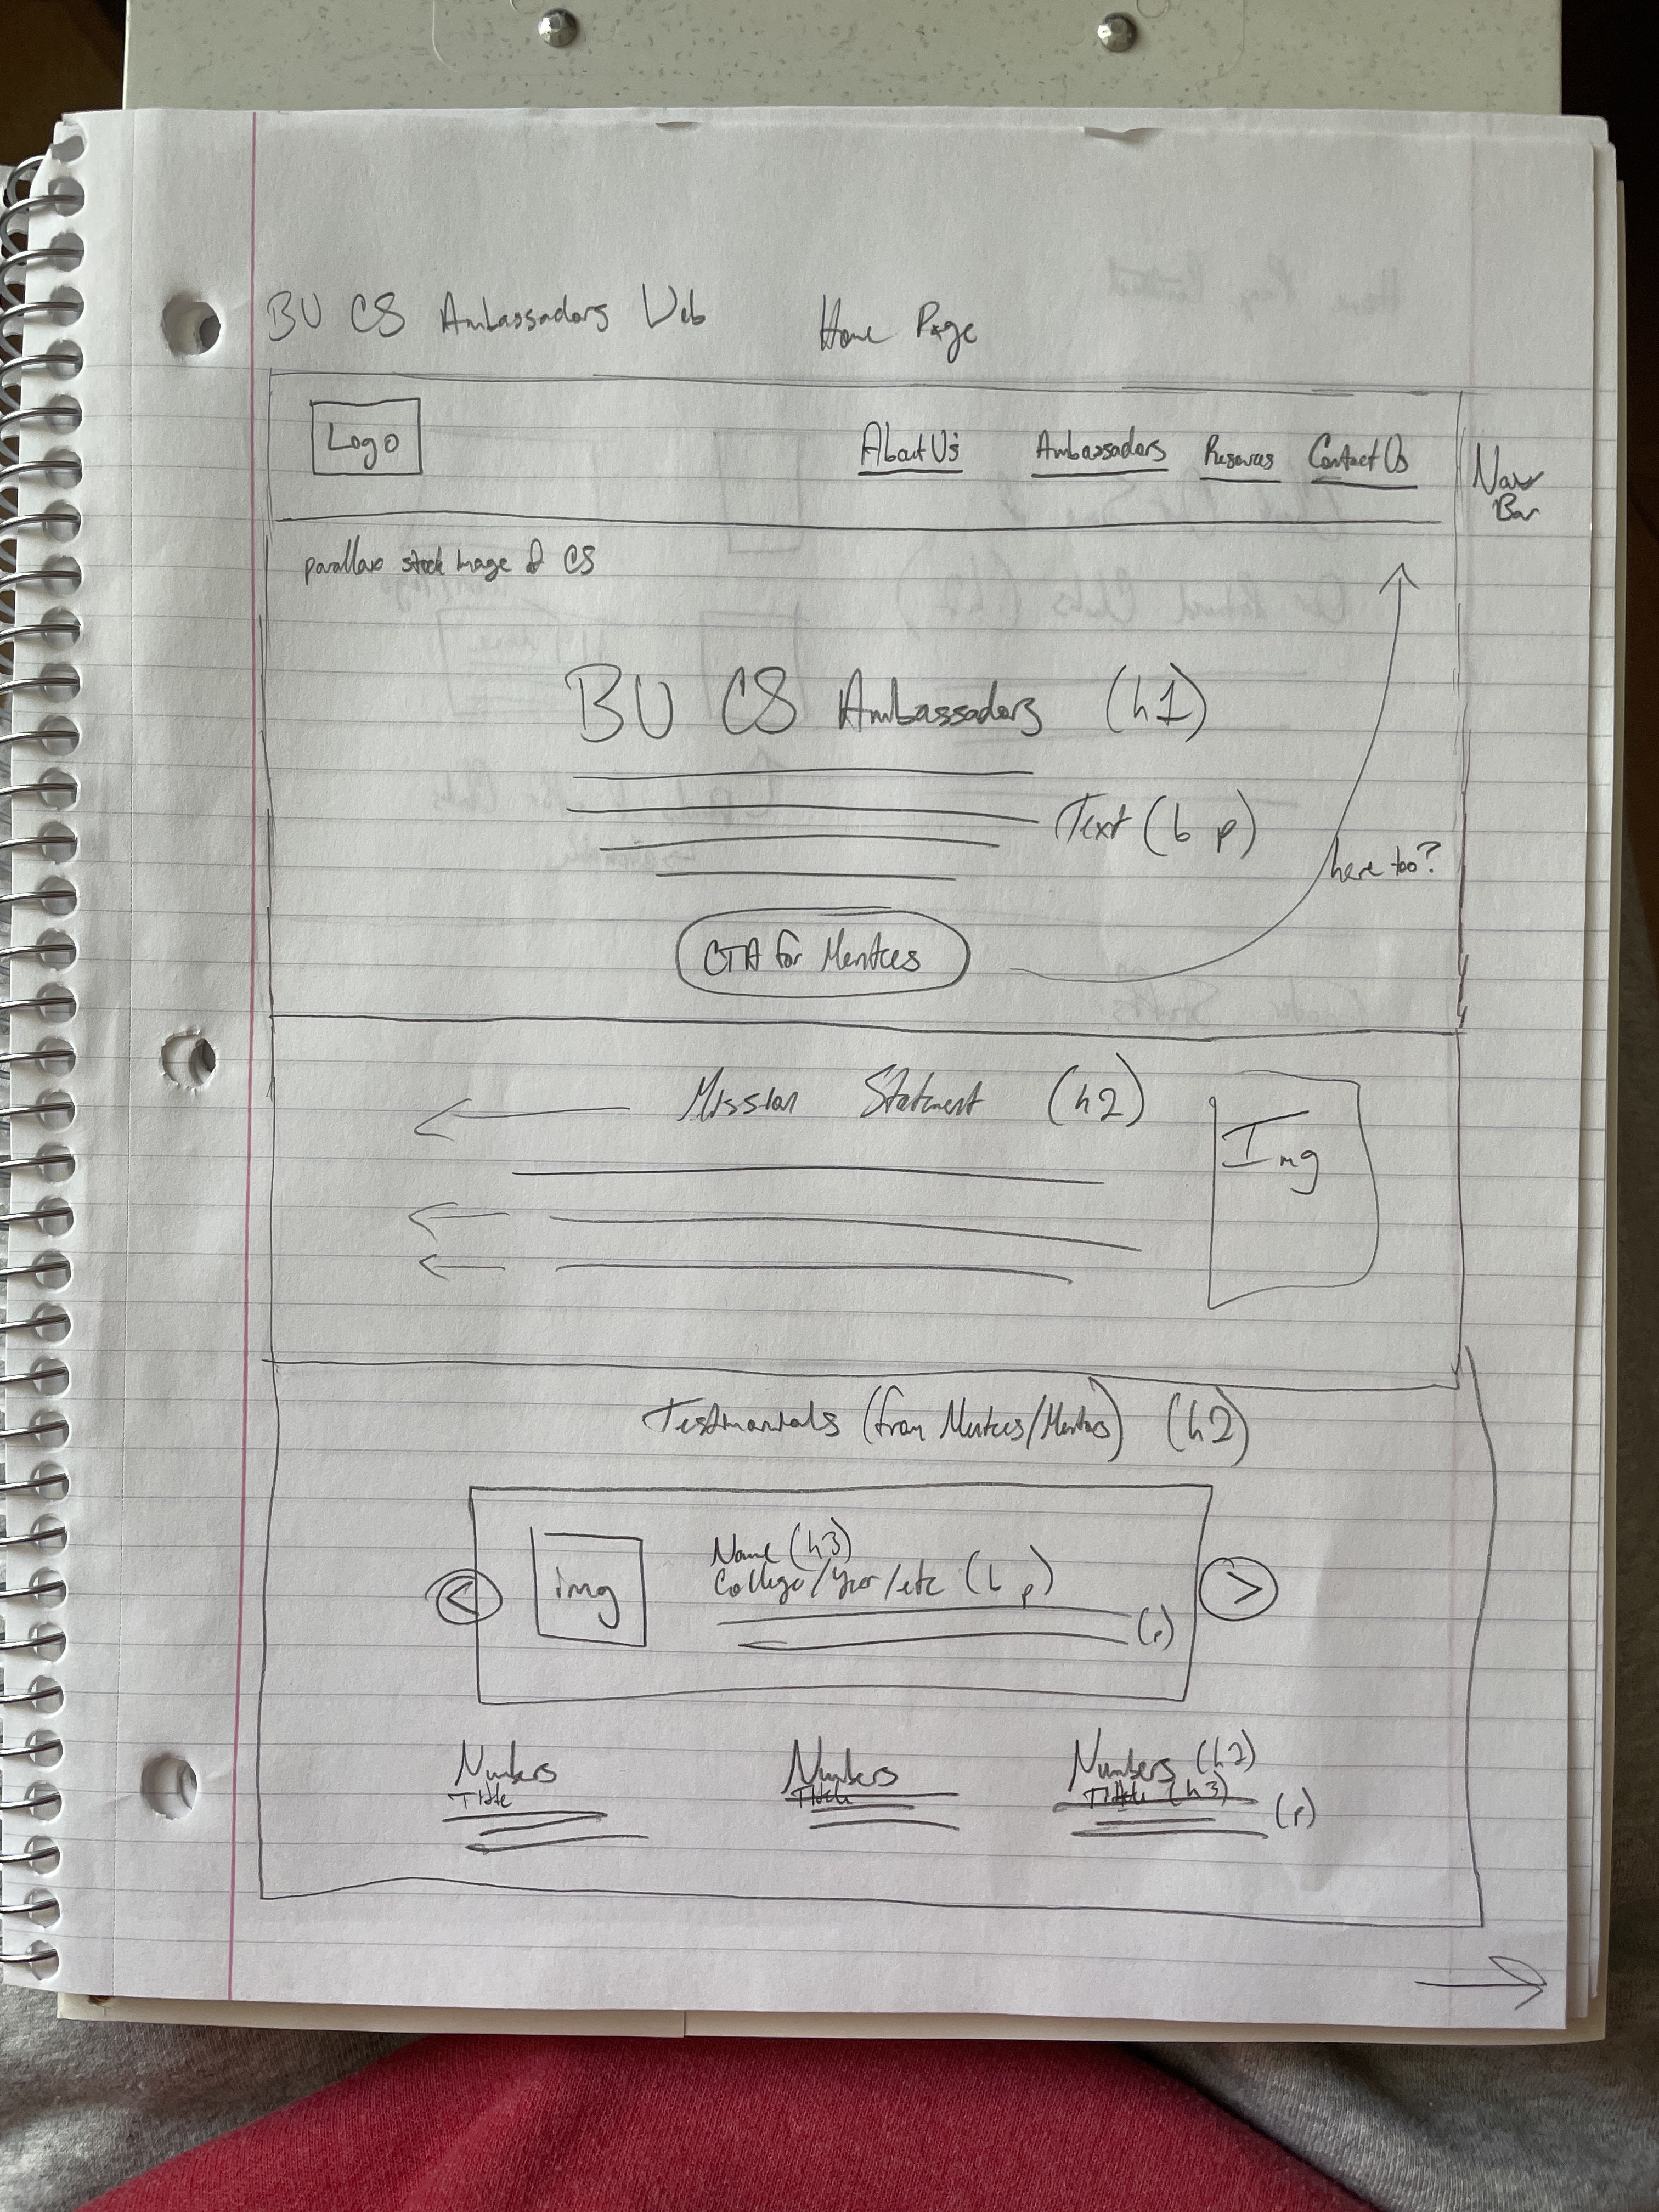 BU CS Ambassadors Web Home Page
Logo
About Us Ambassadors Resources Contact Us
Nav
Bar
parallax stock image of CS
BU CS Ambassadors (h1)
Text (b p)
here too?
CTA for Mentees
Mission Statement (h2)
Img
Testimonials (from Mentees/Mentors) (h2)
img
Name (h3)
College/year/etc (b p)
(p)
< >
Numbers Numbers Numbers (h2)
Title Title Title (h3)
(p)